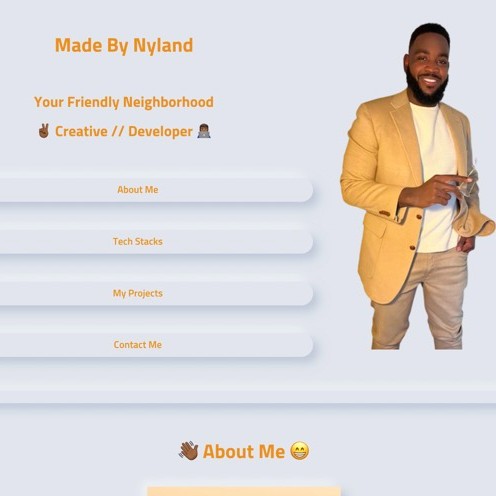 Made By Nyland
Your Friendly Neighborhood
✌🏾 Creative // Developer 👨🏾‍💻
About Me
Tech Stacks
My Projects
Contact Me
👋🏾 About Me 😁